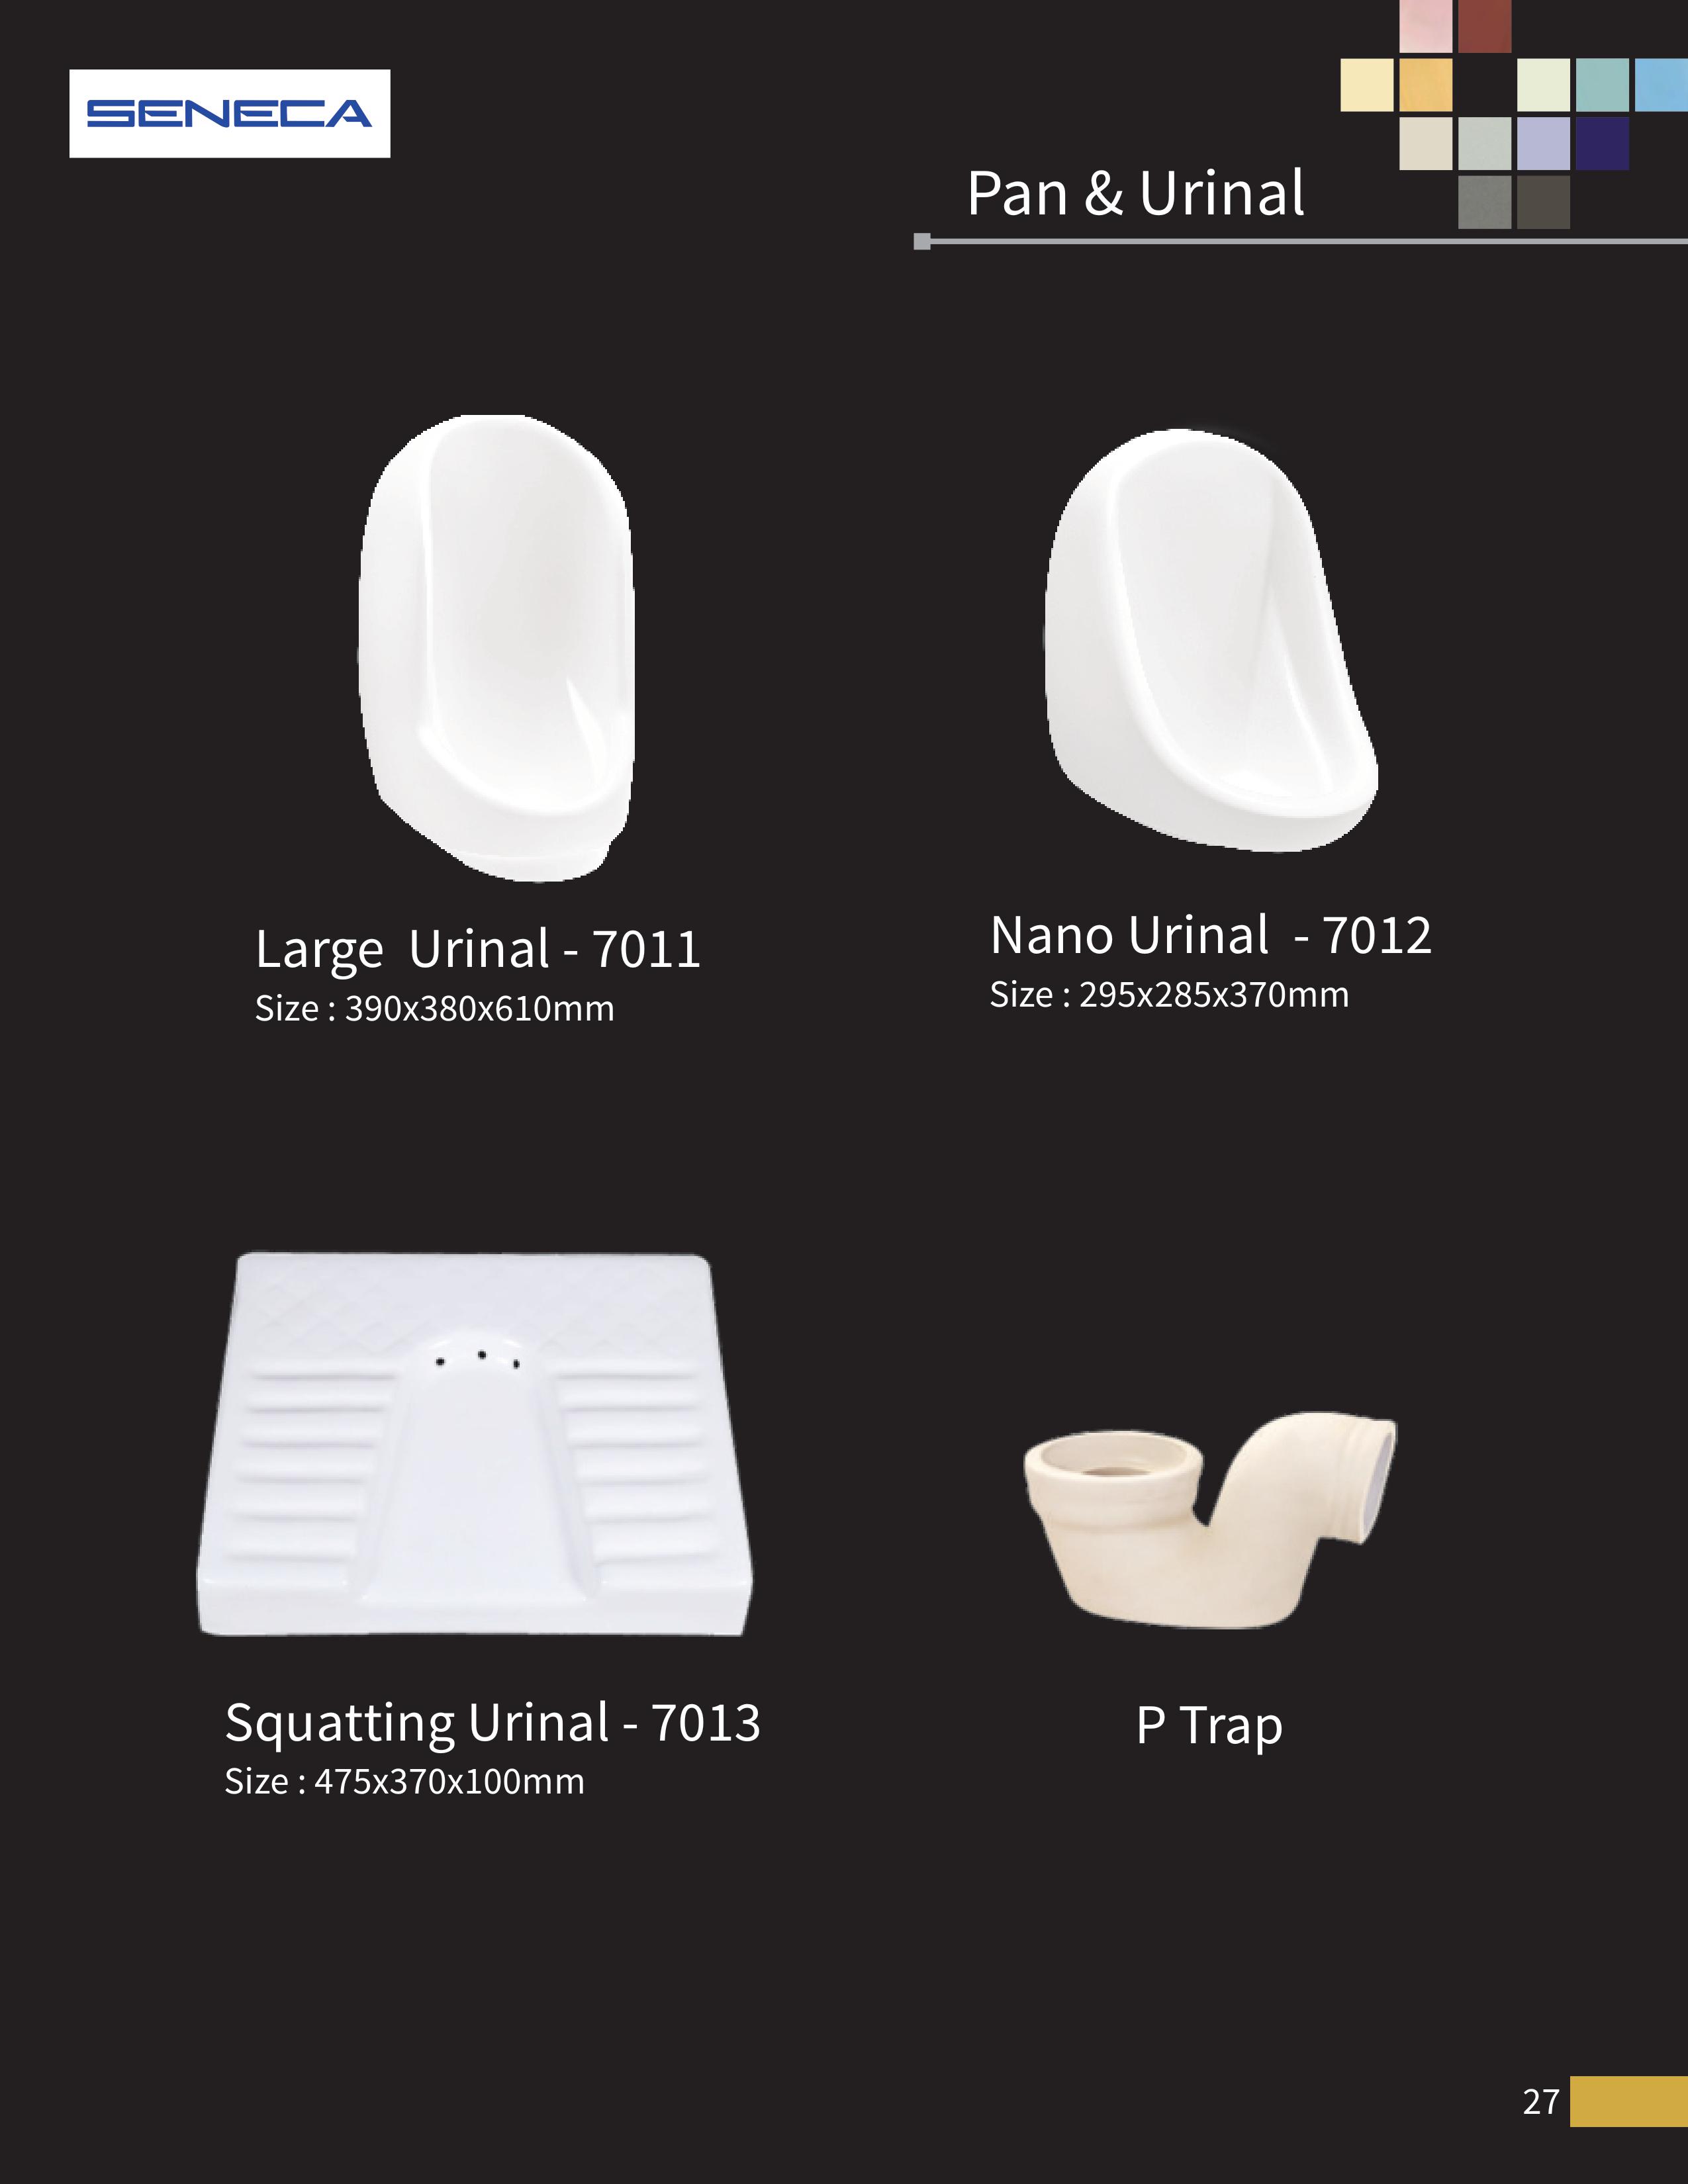 SENECA
Pan & Urinal
Large Urinal - 7011
Size : 390x380x610mm
Nano Urinal - 7012
Size : 295x285x370mm
Squatting Urinal - 7013
Size : 475x370x100mm
P Trap
27